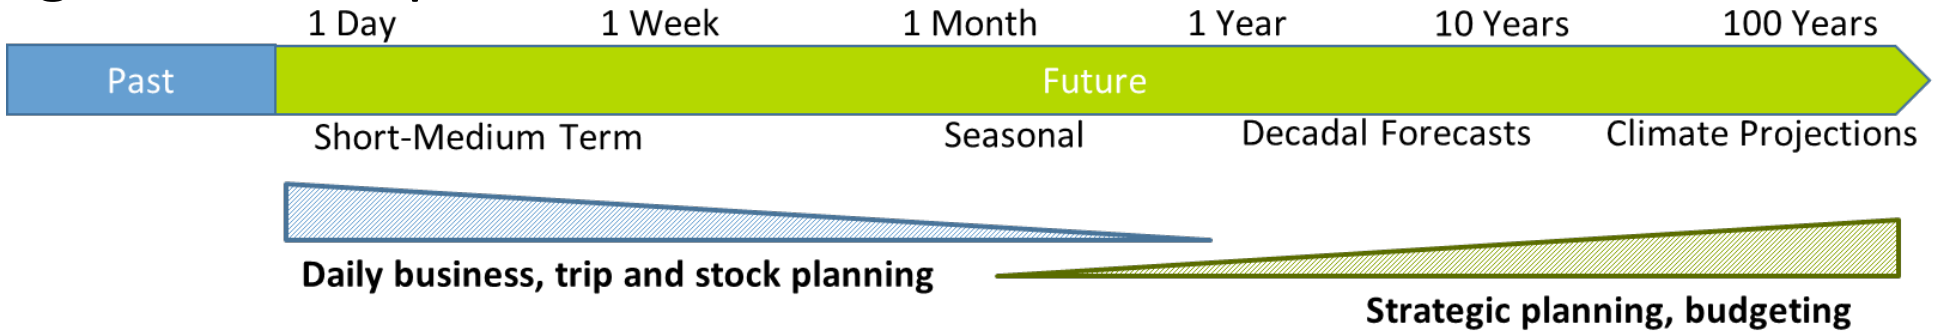 1 Day 1 Week 1 Month 1 Year 10 Years 100 Years
Past Future
Short-Medium Term Seasonal Decadal Forecasts Climate Projections
Daily business, trip and stock planning
Strategic planning, budgeting